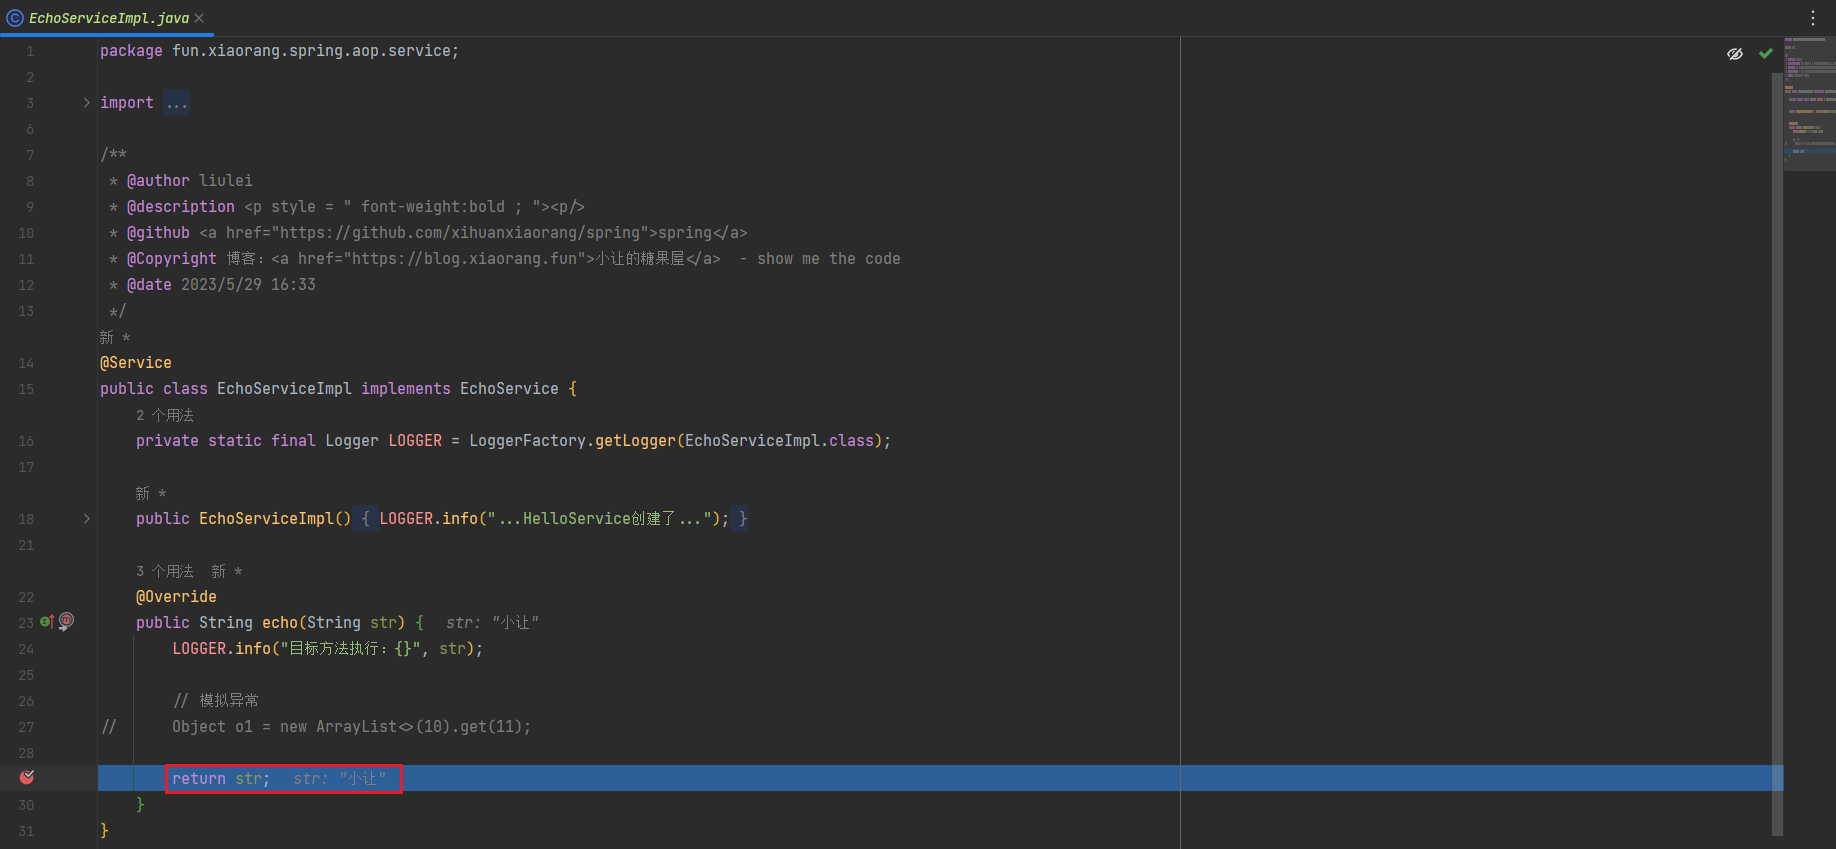 EchoServiceImpl.java
1 package fun.xiaorang.spring.aop.service;
2
3 import ...
6
7 /**
8 * @author liulei
9 * @description <p style = " font-weight:bold ; "><p/>
10 * @github <a href="https://github.com/xihuanxiaorang/spring">spring</a>
11 * @Copyright 博客：<a href="https://blog.xiaorang.fun">小让的糖果屋</a>  - show me the code
12 * @date 2023/5/29 16:33
13 */
新 *
14 @Service
15 public class EchoServiceImpl implements EchoService {
2 个用法
16 private static final Logger LOGGER = LoggerFactory.getLogger(EchoServiceImpl.class);
17
新 *
18 public EchoServiceImpl() { LOGGER.info("...HelloService创建了..."); }
21
3 个用法 新 *
22 @Override
23 public String echo(String str) { str: "小让"
24 LOGGER.info("目标方法执行：{}", str);
25
26 // 模拟异常
27 // Object o1 = new ArrayList<>(10).get(11);
28
return str; str: "小让"
30 }
31 }